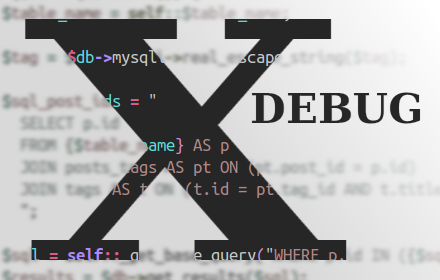 $table_name = self::$table_name;
$tag = $db->mysqli->real_escape_string($tag);
$sql_post_ids = "
SELECT p.id
FROM {$table_name} AS p
JOIN posts_tags AS pt ON (pt.post_id = p.id)
JOIN tags AS t ON (t.id = pt.tag_id AND t.title
";
$sql = self::_get_base_query("WHERE p.id IN ({$sq
$results = $db->get_results($sql);
X DEBUG